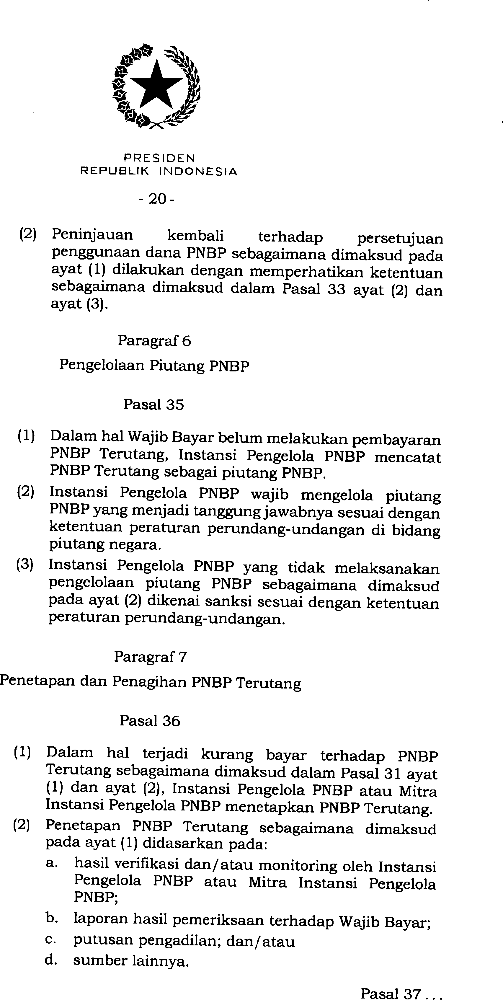 PRESIDEN
REPUBLIK INDONESIA
- 20 -
(2) Peninjauan kembali terhadap persetujuan
penggunaan dana PNBP sebagaimana dimaksud pada
ayat (1) dilakukan dengan memperhatikan ketentuan
sebagaimana dimaksud dalam Pasal 33 ayat (2) dan
ayat (3).
Paragraf 6
Pengelolaan Piutang PNBP
Pasal 35
(1) Dalam hal Wajib Bayar belum melakukan pembayaran
PNBP Terutang, Instansi Pengelola PNBP mencatat
PNBP Terutang sebagai piutang PNBP.
(2) Instansi Pengelola PNBP wajib mengelola piutang
PNBP yang menjadi tanggung jawabnya sesuai dengan
ketentuan peraturan perundang-undangan di bidang
piutang negara.
(3) Instansi Pengelola PNBP yang tidak melaksanakan
pengelolaan piutang PNBP sebagaimana dimaksud
pada ayat (2) dikenai sanksi sesuai dengan ketentuan
peraturan perundang-undangan.
Paragraf 7
Penetapan dan Penagihan PNBP Terutang
Pasal 36
(1) Dalam hal terjadi kurang bayar terhadap PNBP
Terutang sebagaimana dimaksud dalam Pasal 31 ayat
(1) dan ayat (2), Instansi Pengelola PNBP atau Mitra
Instansi Pengelola PNBP menetapkan PNBP Terutang.
(2) Penetapan PNBP Terutang sebagaimana dimaksud
pada ayat (1) didasarkan pada:
a. hasil verifikasi dan/atau monitoring oleh Instansi
Pengelola PNBP atau Mitra Instansi Pengelola
PNBP;
b. laporan hasil pemeriksaan terhadap Wajib Bayar;
c. putusan pengadilan; dan/atau
d. sumber lainnya.
Pasal 37 . . .